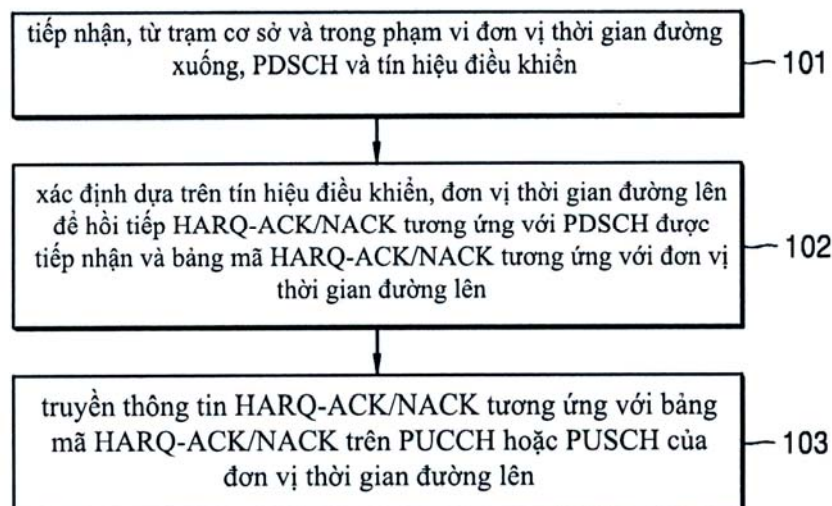 tiếp nhận, từ trạm cơ sở và trong phạm vi đơn vị thời gian đường
xuống, PDSCH và tín hiệu điều khiển
101
xác định dựa trên tín hiệu điều khiển, đơn vị thời gian đường lên
để hồi tiếp HARQ-ACK/NACK tương ứng với PDSCH được
tiếp nhận và bảng mã HARQ-ACK/NACK tương ứng với đơn vị
thời gian đường lên
102
truyền thông tin HARQ-ACK/NACK tương ứng với bảng
mã HARQ-ACK/NACK trên PUCCH hoặc PUSCH của
đơn vị thời gian đường lên
103